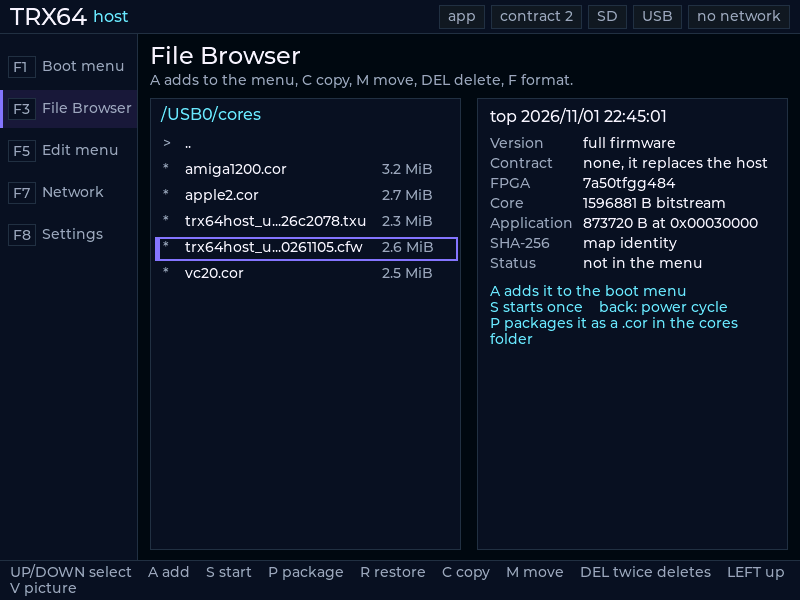 TRX64 host
app contract 2 SD USB no network
F1 Boot menu
F3 File Browser
F5 Edit menu
F7 Network
F8 Settings
File Browser
A adds to the menu, C copy, M move, DEL delete, F format.
/USB0/cores
> ..
* amiga1200.cor 3.2 MiB
* apple2.cor 2.7 MiB
* trx64host_u...26c2078.txu 2.3 MiB
* trx64host_u...0261105.cfw 2.6 MiB
* vc20.cor 2.5 MiB
top 2026/11/01 22:45:01
Version full firmware
Contract none, it replaces the host
FPGA 7a50tfgg484
Core 1596881 B bitstream
Application 873720 B at 0x00030000
SHA-256 map identity
Status not in the menu
A adds it to the boot menu
S starts once back: power cycle
P packages it as a .cor in the cores
folder
UP/DOWN select A add S start P package R restore C copy M move DEL twice deletes LEFT up
V picture